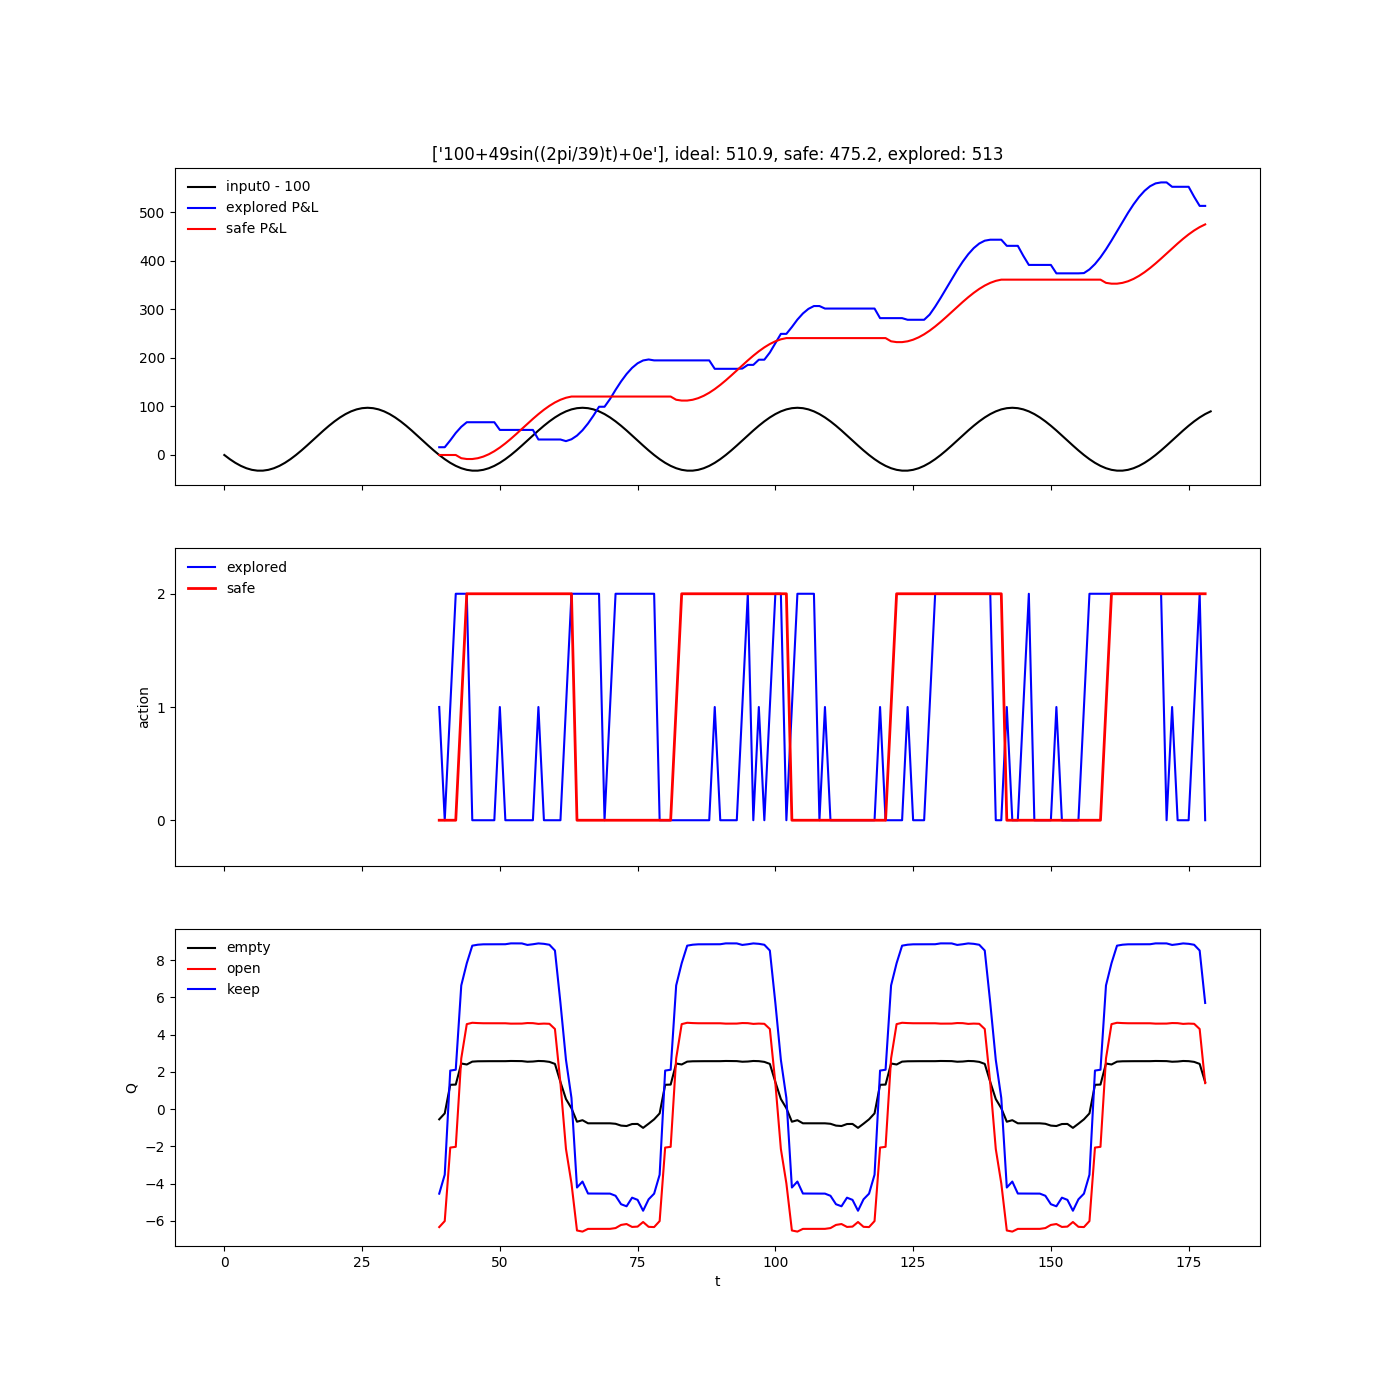 ['100+49sin((2pi/39)t)+0e'], ideal: 510.9, safe: 475.2, explored: 513
input0 - 100
explored P&L
safe P&L
500
400
300
200
100
0
explored
safe
2
1
0
action
empty
open
keep
8
6
4
2
0
−2
−4
−6
Q
0
25
50
75
100
125
150
175
t